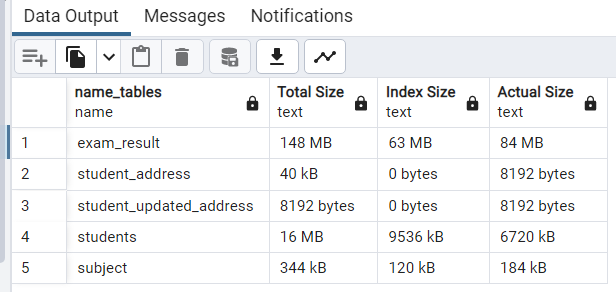 Data Output Messages Notifications
name_tables Total Size Index Size Actual Size
name text text text
1 exam_result 148 MB 63 MB 84 MB
2 student_address 40 kB 0 bytes 8192 bytes
3 student_updated_address 8192 bytes 0 bytes 8192 bytes
4 students 16 MB 9536 kB 6720 kB
5 subject 344 kB 120 kB 184 kB